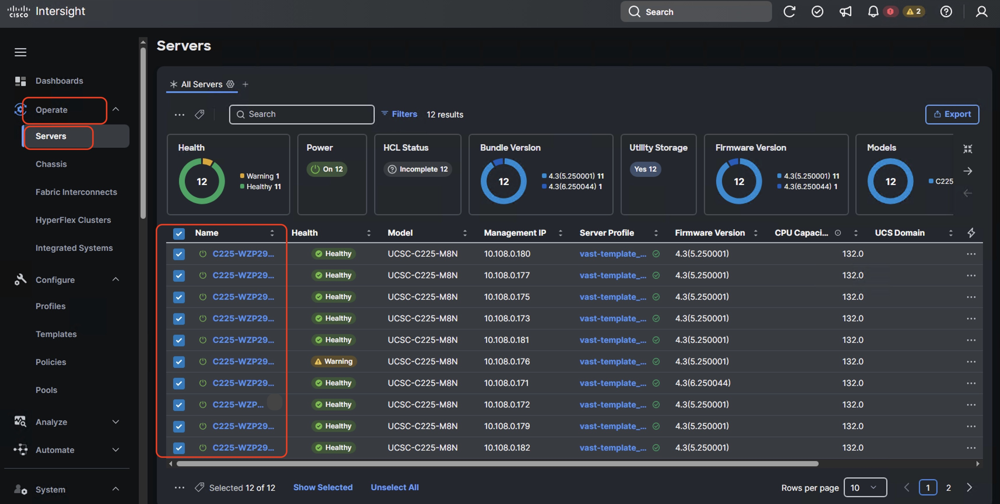 CISCO Intersight
Search
2
Dashboards
Operate
Servers
Chassis
Fabric Interconnects
HyperFlex Clusters
Integrated Systems
Configure
Profiles
Templates
Policies
Pools
Analyze
Automate
System
Servers
All Servers
Search Filters 12 results Export
Health
12
Warning 1
Healthy 11
Power
On 12
HCL Status
Incomplete 12
Bundle Version
12
4.3(5.250001) 11
4.3(6.250044) 1
Utility Storage
Yes 12
Firmware Version
12
4.3(5.250001) 11
4.3(6.250044) 1
Models
12
C225
Name Health Model Management IP Server Profile Firmware Version CPU Capaci... UCS Domain
C225-WZP29... Healthy UCSC-C225-M8N 10.108.0.180 vast-template_... 4.3(5.250001) 132.0
C225-WZP29... Healthy UCSC-C225-M8N 10.108.0.177 vast-template_... 4.3(5.250001) 132.0
C225-WZP29... Healthy UCSC-C225-M8N 10.108.0.175 vast-template_... 4.3(5.250001) 132.0
C225-WZP29... Healthy UCSC-C225-M8N 10.108.0.173 vast-template_... 4.3(5.250001) 132.0
C225-WZP29... Healthy UCSC-C225-M8N 10.108.0.181 vast-template_... 4.3(5.250001) 132.0
C225-WZP29... Warning UCSC-C225-M8N 10.108.0.176 vast-template_... 4.3(5.250001) 132.0
C225-WZP29... Healthy UCSC-C225-M8N 10.108.0.171 vast-template_... 4.3(6.250044) 132.0
C225-WZP... Healthy UCSC-C225-M8N 10.108.0.172 vast-template_... 4.3(5.250001) 132.0
C225-WZP29... Healthy UCSC-C225-M8N 10.108.0.179 vast-template_... 4.3(5.250001) 132.0
C225-WZP29... Healthy UCSC-C225-M8N 10.108.0.182 vast-template_... 4.3(5.250001) 132.0
Selected 12 of 12 Show Selected Unselect All Rows per page 10 1 2